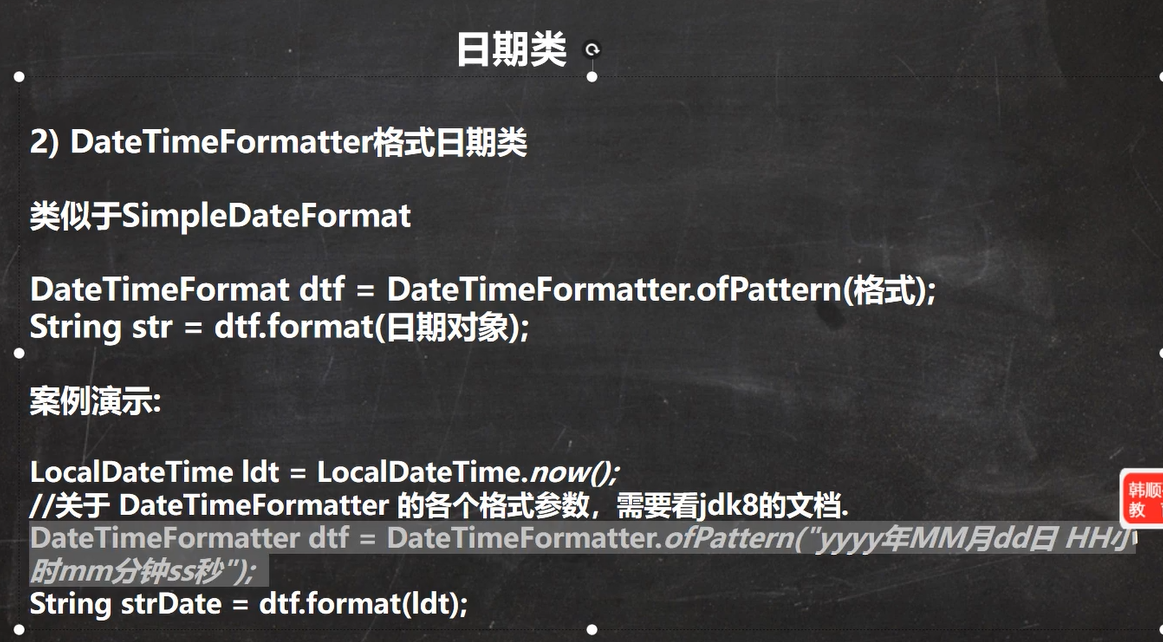 日期类
2) DateTimeFormatter格式日期类
类似于SimpleDateFormat
DateTimeFormat dtf = DateTimeFormatter.ofPattern(格式);
String str = dtf.format(日期对象);
案例演示:
LocalDateTime ldt = LocalDateTime.now();
//关于 DateTimeFormatter 的各个格式参数，需要看jdk8的文档.
DateTimeFormatter dtf = DateTimeFormatter.ofPattern("yyyy年MM月dd日 HH小
时mm分钟ss秒");
String strDate = dtf.format(ldt);
韩顺
教